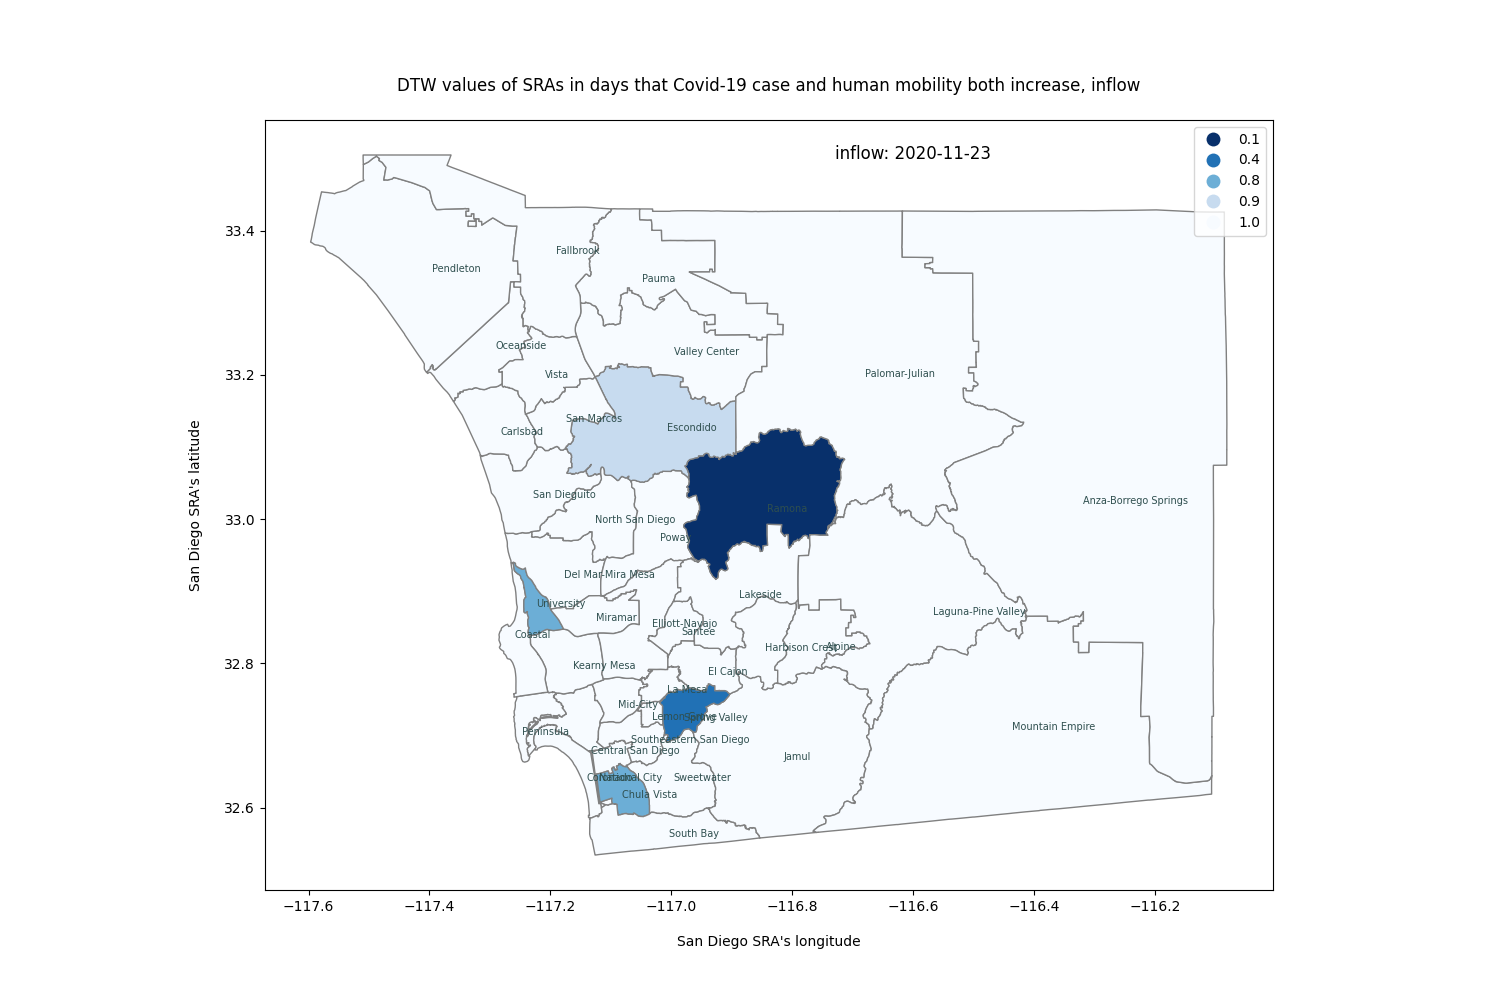 DTW values of SRAs in days that Covid-19 case and human mobility both increase, inflow
inflow: 2020-11-23
0.1
0.4
0.8
0.9
1.0
33.4
33.2
33.0
32.8
32.6
San Diego SRA's latitude
Fallbrook
Pendleton
Pauma
Oceanside
Valley Center
Vista
Palomar-Julian
San Marcos
Escondido
Carlsbad
San Dieguito
Anza-Borrego Springs
Ramona
North San Diego
Poway
Del Mar-Mira Mesa
Lakeside
University
Laguna-Pine Valley
Miramar
Elliott-Navajo
Santee
Coastal
Harbison Crest
Alpine
Kearny Mesa
El Cajon
La Mesa
Mid-City
Lemon Grove
Spring Valley
Mountain Empire
Peninsula
Southeastern San Diego
Central San Diego
Jamul
Coronado
National City
Sweetwater
Chula Vista
South Bay
−117.6
−117.4
−117.2
−117.0
−116.8
−116.6
−116.4
−116.2
San Diego SRA's longitude